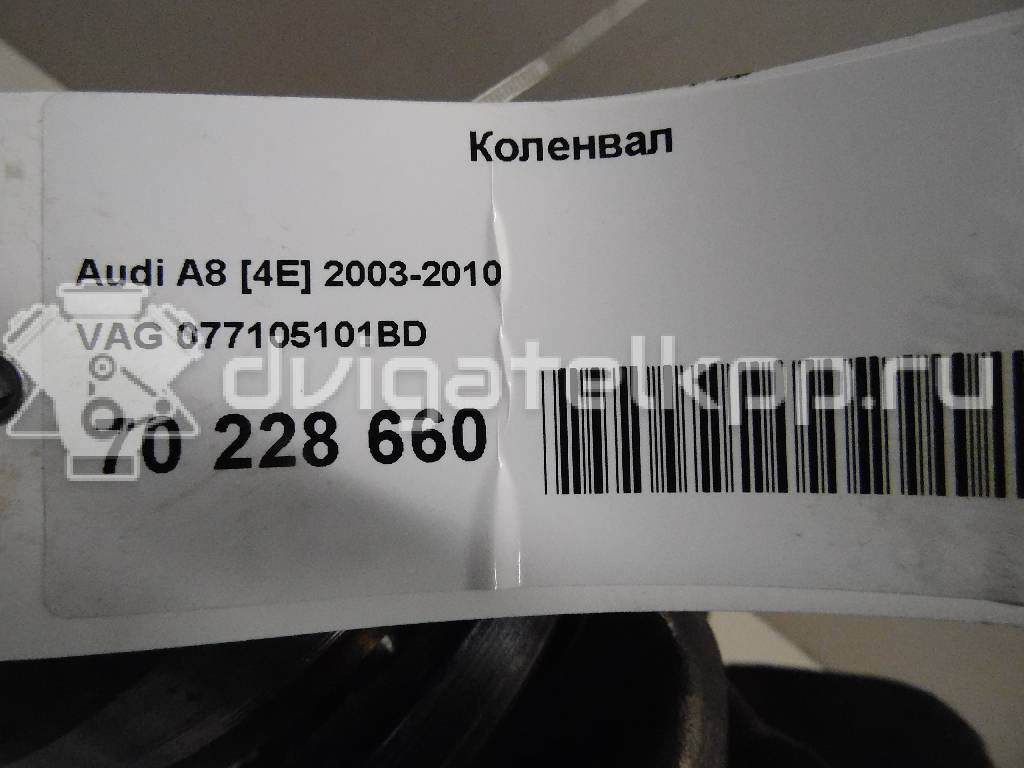 Коленвал
Audi A8 [4E] 2003-2010
VAG 077105101BD
dvigatelkpp.ru
70 228 660